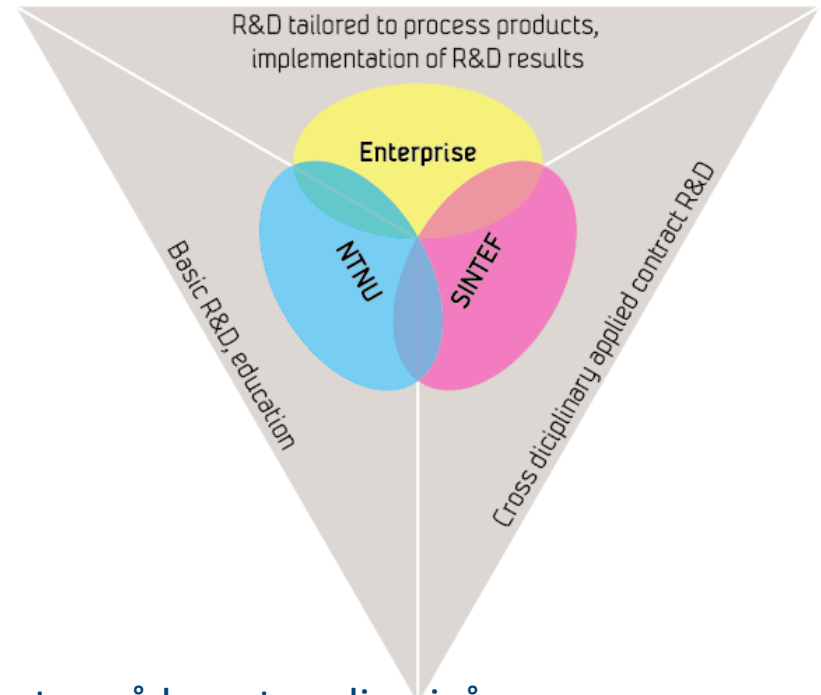 R&D tailored to process products,
implementation of R&D results
Enterprise
NTNU
SINTEF
Basic R&D, education
Cross diciplinary applied contract R&D